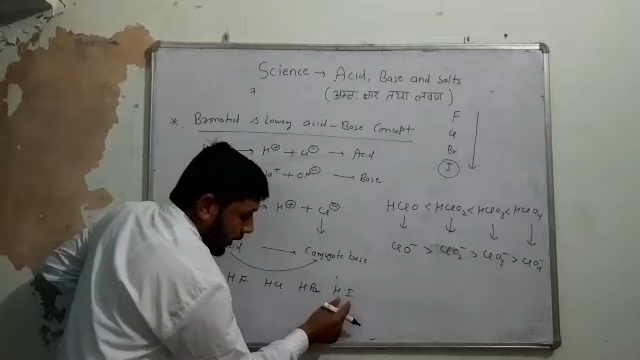 Science → Acid, Base and Salts
(अम्ल, क्षार तथा लवण)
* Bronsted & Lowry acid-Base Concept
→ H⊕ + Cl⊖ → Acid
+ OH⊖ → Base
H⊕ + Cl⊖
→ Conjugate base
HF HCl HBr HI
F
Cl
Br
I
HClO < HClO₂ < HClO₃ < HClO₄
ClO⁻ > ClO₂⁻ > ClO₃⁻ > ClO₄⁻